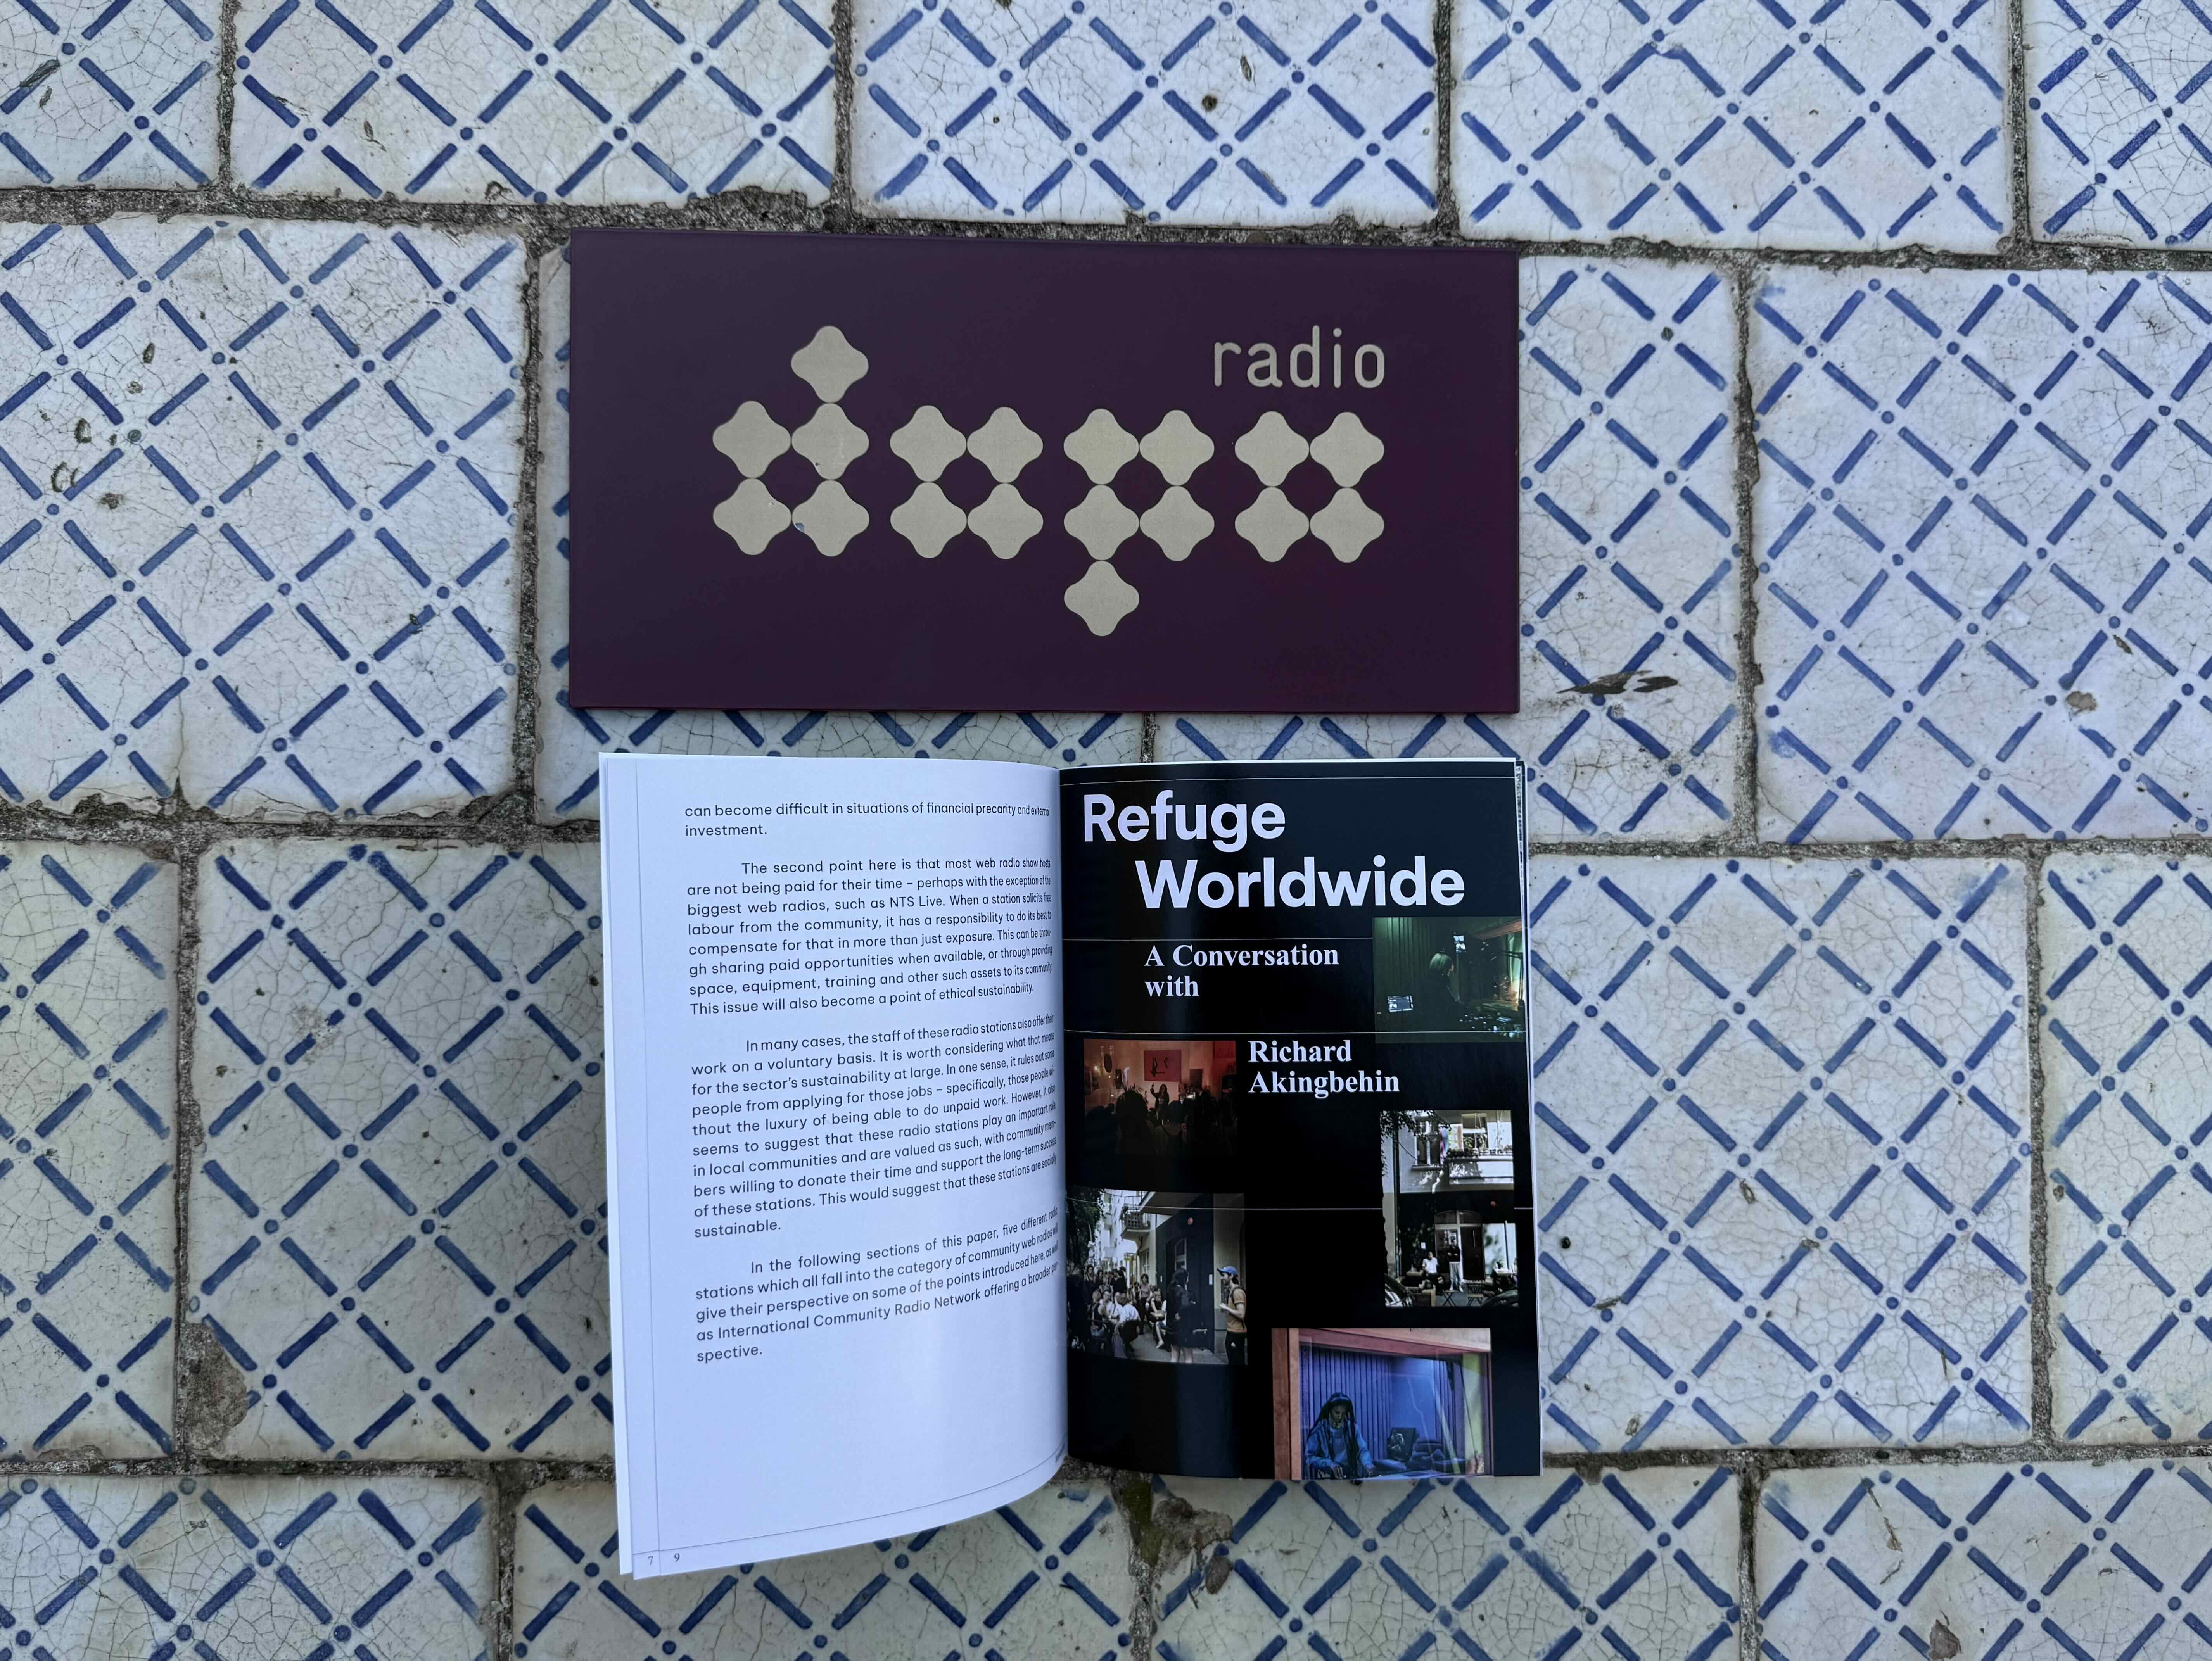 radio
dopo
can become difficult in situations of financial precarity and external
investment.
The second point here is that most web radio show hosts
are not being paid for their time – perhaps with the exception of the
biggest web radios, such as NTS Live. When a station solicits free
labour from the community, it has a responsibility to do its best to
compensate for that in more than just exposure. This can be throu-
gh sharing paid opportunities when available, or through providing
space, equipment, training and other such assets to its community.
This issue will also become a point of ethical sustainability.
In many cases, the staff of these radio stations also offer their
work on a voluntary basis. It is worth considering what that means
for the sector's sustainability at large. In one sense, it rules out some
people from applying for those jobs – specifically, those people wi-
thout the luxury of being able to do unpaid work. However, it also
seems to suggest that these radio stations play an important role
in local communities and are valued as such, with community mem-
bers willing to donate their time and support the long-term success
of these stations. This would suggest that these stations are socially
sustainable.
In the following sections of this paper, five different radio
stations which all fall into the category of community web radios will
give their perspective on some of the points introduced here, as well
as International Community Radio Network offering a broader per-
spective.
7 9
Refuge
Worldwide
A Conversation
with
Richard
Akingbehin